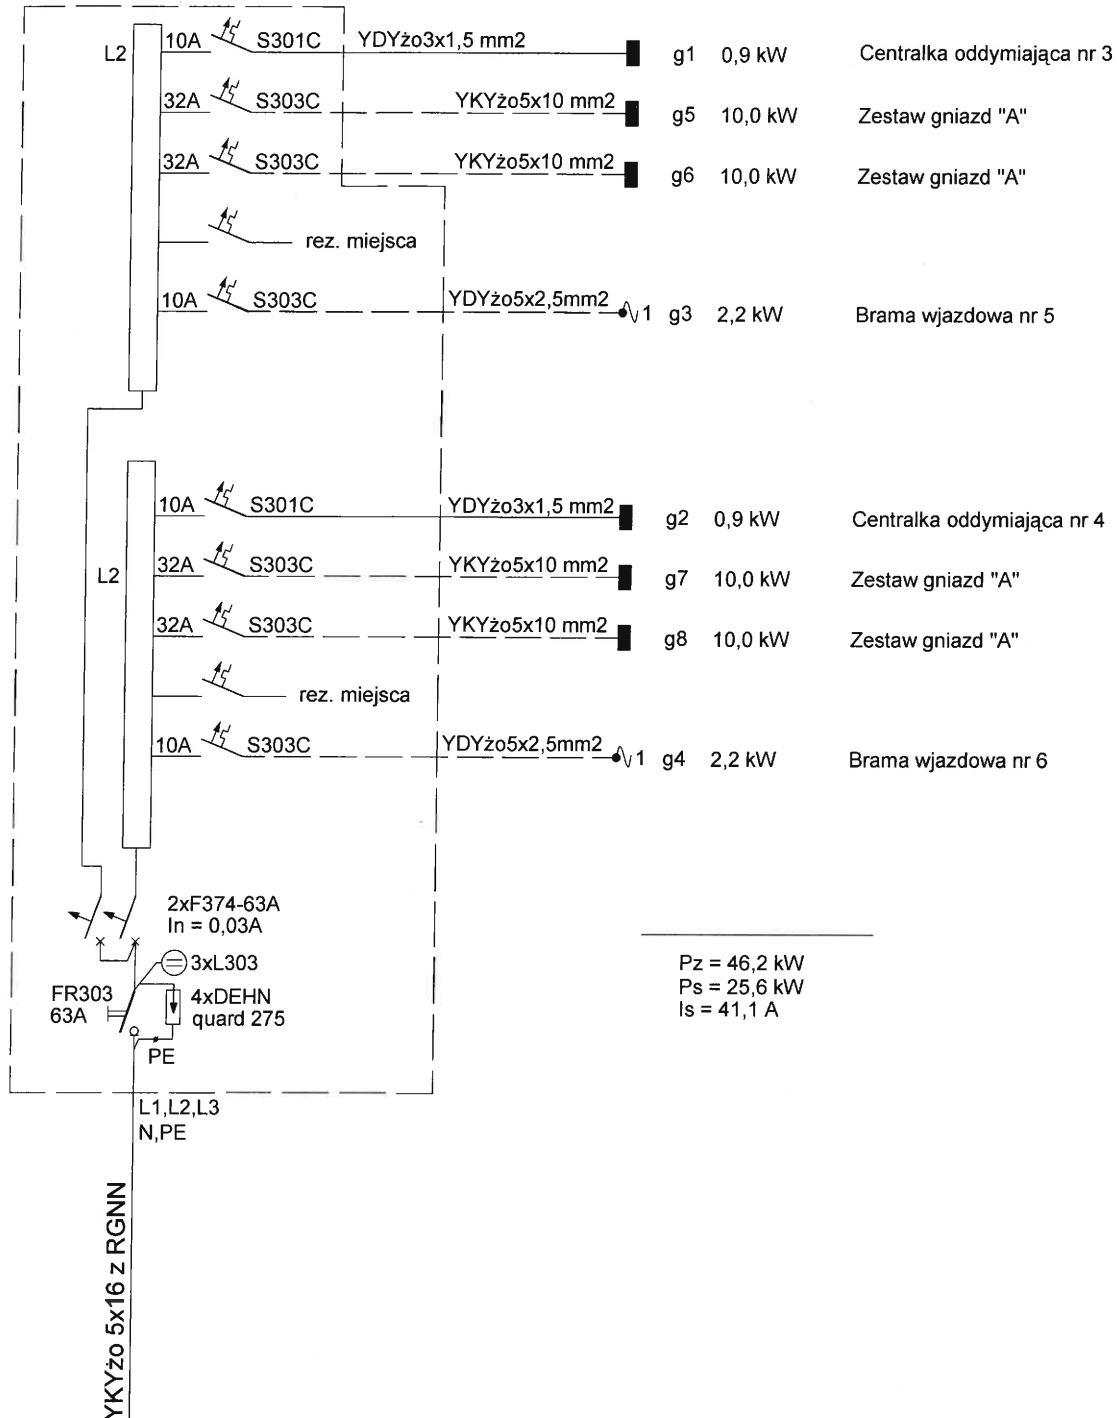 L2
10A S301C YDYżo3x1,5 mm2 g1 0,9 kW Centralka oddymiająca nr 3
32A S303C YKYżo5x10 mm2 g5 10,0 kW Zestaw gniazd "A"
32A S303C YKYżo5x10 mm2 g6 10,0 kW Zestaw gniazd "A"
rez. miejsca
10A S303C YDYżo5x2,5mm2 1 g3 2,2 kW Brama wjazdowa nr 5
10A S301C YDYżo3x1,5 mm2 g2 0,9 kW Centralka oddymiająca nr 4
L2
32A S303C YKYżo5x10 mm2 g7 10,0 kW Zestaw gniazd "A"
32A S303C YKYżo5x10 mm2 g8 10,0 kW Zestaw gniazd "A"
rez. miejsca
10A S303C YDYżo5x2,5mm2 1 g4 2,2 kW Brama wjazdowa nr 6
2xF374-63A
In = 0,03A
3xL303
FR303
63A
4xDEHN
quard 275
PE
Pz = 46,2 kW
Ps = 25,6 kW
Is = 41,1 A
L1,L2,L3
N,PE
YKYżo 5x16 z RGNN